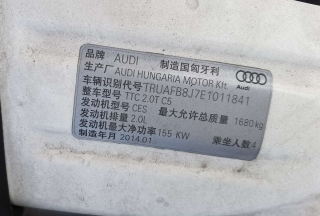 品牌 AUDI 制造国匈牙利
生产厂 AUDI HUNGARIA MOTOR Kft.
车辆识别代号 TRUAFB8J7E1011841
整车型号 TTC 2.0T C5
发动机型号 CES 最大允许总质量 1680kg
发动机排量 2.0L
发动机最大净功率 155 KW
制造年月 2014.01 乘坐人数 4